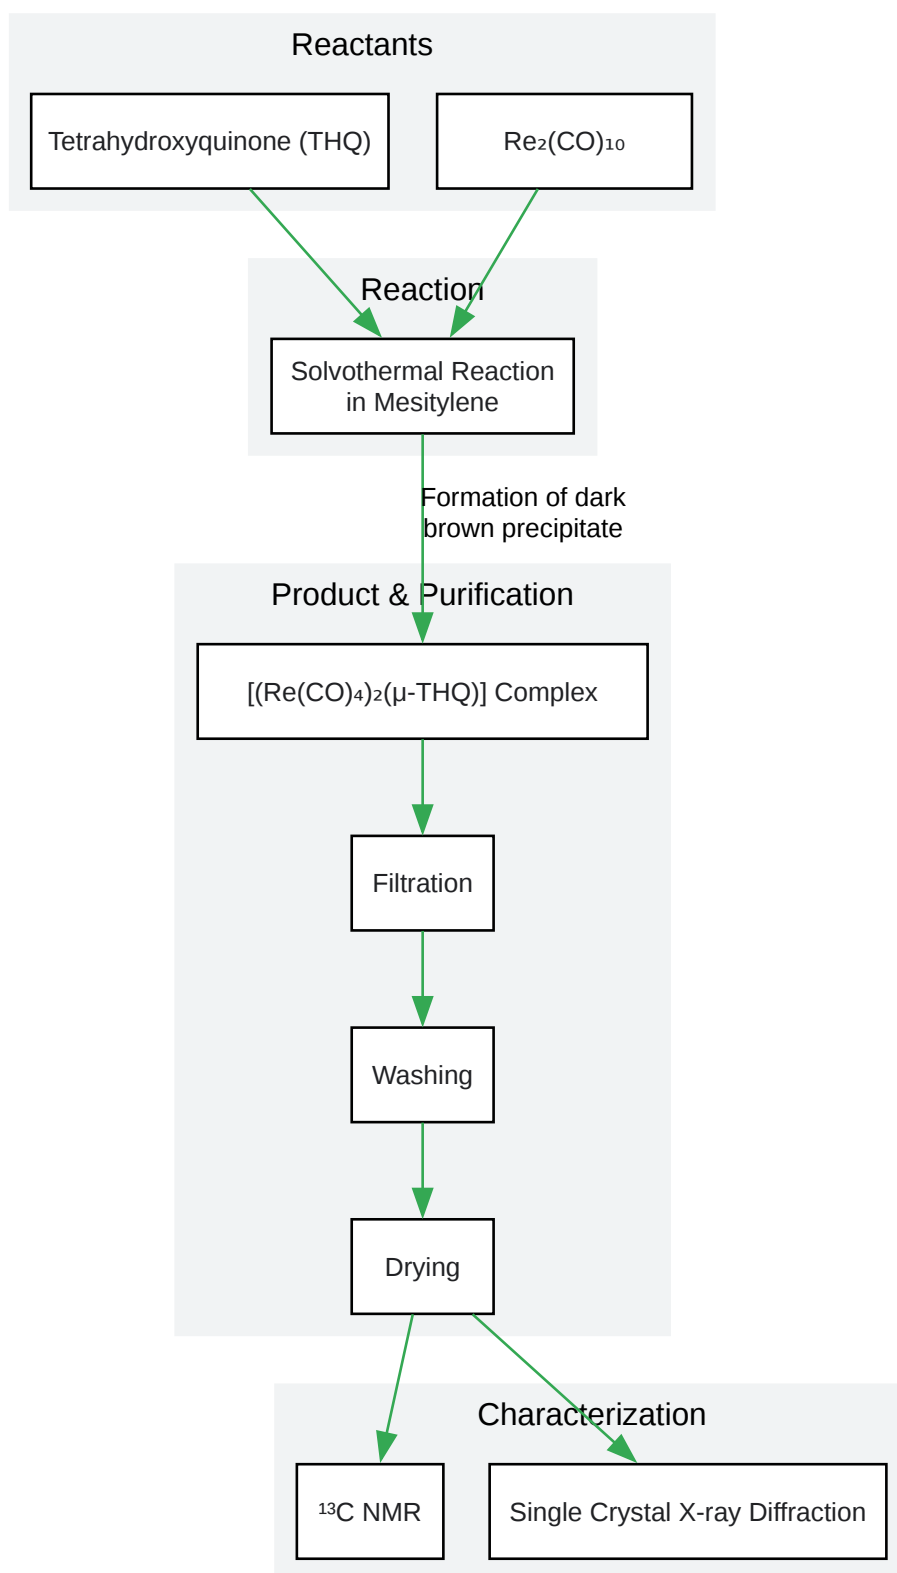 Reactants
Tetrahydroxyquinone (THQ)
Re₂(CO)₁₀
Reaction
Solvothermal Reaction
in Mesitylene
Formation of dark
brown precipitate
Product & Purification
[(Re(CO)₄)₂(μ-THQ)] Complex
Filtration
Washing
Drying
Characterization
¹³C NMR
Single Crystal X-ray Diffraction